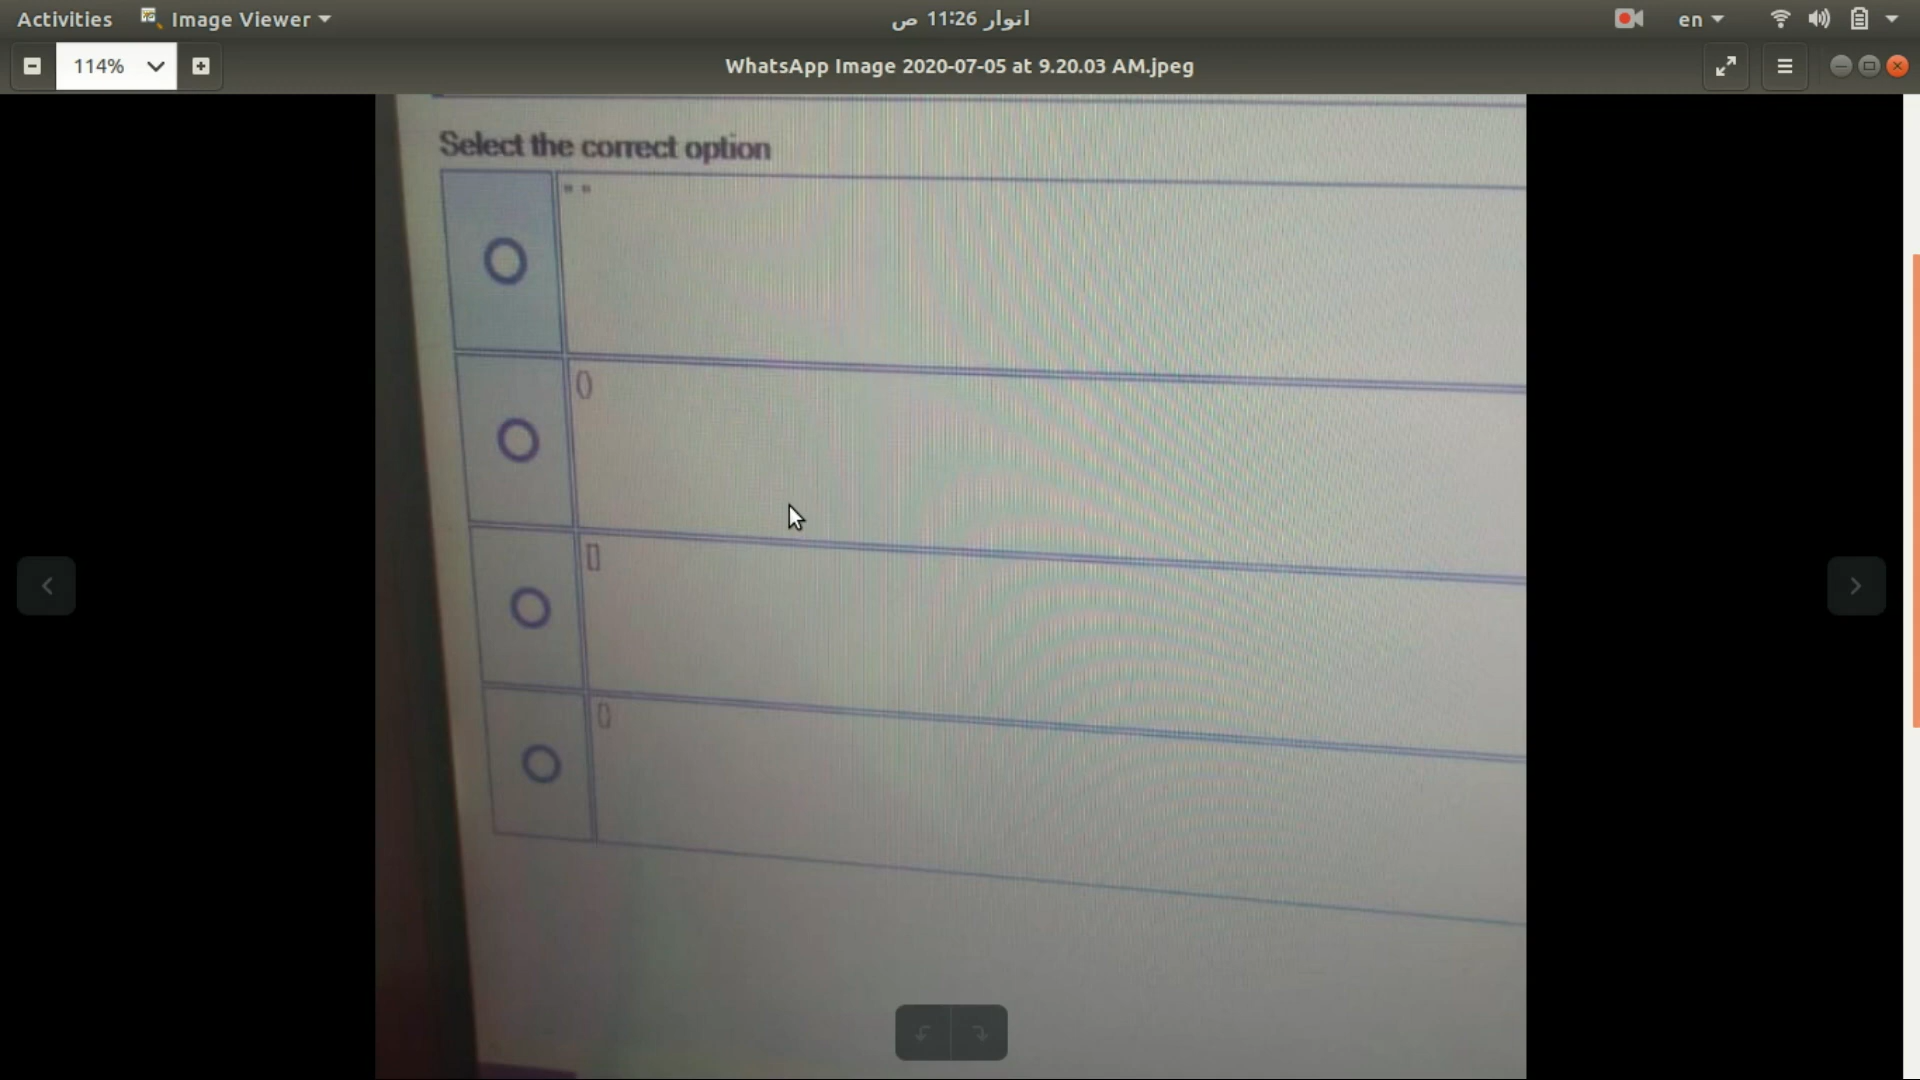 Activities
Image Viewer
اتوار 11:26 ص
en
114%
WhatsApp Image 2020-07-05 at 9.20.03 AM.jpeg
Select the correct option
" "
()
[]